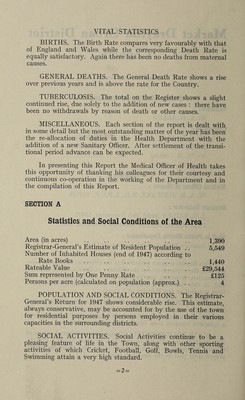 VITAL STATISTICS
BIRTHS. The Birth Rate compares very favourably with that
of England and Wales while the corresponding Death Rate is
equally satisfactory. Again there has been no deaths from maternal
causes.
GENERAL DEATHS. The General Death Rate shows a rise
over previous years and is above the rate for the Country.
TUBERCULOSIS. The total on the Register shows a slight
continued rise, due solely to the addition of new cases : there have
been no withdrawals by reason of death or other causes.
MISCELLANEOUS. Each section of the report is dealt with
in some detail but the most outstanding matter of the year has been
the re-allocation of duties in the Health Department with the
addition of a new Sanitary Officer. After settlement of the transi-
tional period advance can be expected.
In presenting this Report the Medical Officer of Health takes
this opportunity of thanking his colleagues for their courtesy and
continuous co-operation in the working of the Department and in
the compilation of this Report.
SECTION A
Statistics and Social Conditions of the Area
Area (in acres) 1,390
Registrar-General's Estimate of Resident Population . . 5,549
Number of Inhabited Houses (end of 1947) according to
Rate Books . . 1,440
Rateable Value £29,544
Sum represented by One Penny Rate £125
Persons per acre (calculated on population (approx.) . . 4
POPULATION AND SOCIAL CONDITIONS. The Registrar-
General's Return for 1947 shows considerable rise. This estimate,
always conservative, may be accounted for by the use of the town
for residential purposes by persons employed in their various
capacities in the surrounding districts.
SOCIAL ACTIVITIES. Social Activities continue to be a
pleasing feature of life in the Town, along with other sporting
activities of which Cricket, Football, Golf, Bowls, Tennis and
Swimming attain a very high standard.
—2—